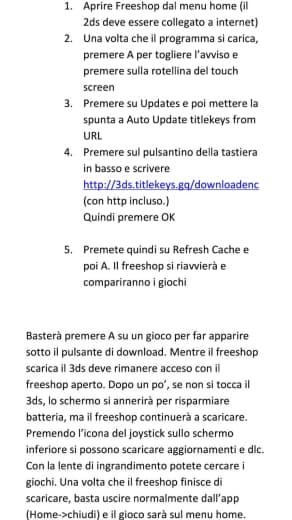 1. Aprire Freeshop dal menu home (il
2ds deve essere collegato a internet)
2. Una volta che il programma si carica,
premere A per togliere l'avviso e
premere sulla rotellina del touch
screen
3. Premere su Updates e poi mettere la
spunta a Auto Update titlekeys from
URL
4. Premere sul pulsantino della tastiera
in basso e scrivere
http://3ds.titlekeys.gq/downloadenc
(con http incluso.)
Quindi premere OK
5. Premete quindi su Refresh Cache e
poi A. Il freeshop si riavvierà e
compariranno i giochi
Basterà premere A su un gioco per far apparire
sotto il pulsante di download. Mentre il freeshop
scarica il 3ds deve rimanere acceso con il
freeshop aperto. Dopo un po', se non si tocca il
3ds, lo schermo si annerirà per risparmiare
batteria, ma il freeshop continuerà a scaricare.
Premendo l'icona del joystick sullo schermo
inferiore si possono scaricare aggiornamenti e dlc.
Con la lente di ingrandimento potete cercare i
giochi. Una volta che il freeshop finisce di
scaricare, basta uscire normalmente dall'app
(Home->chiudi) e il gioco sarà sul menu home.